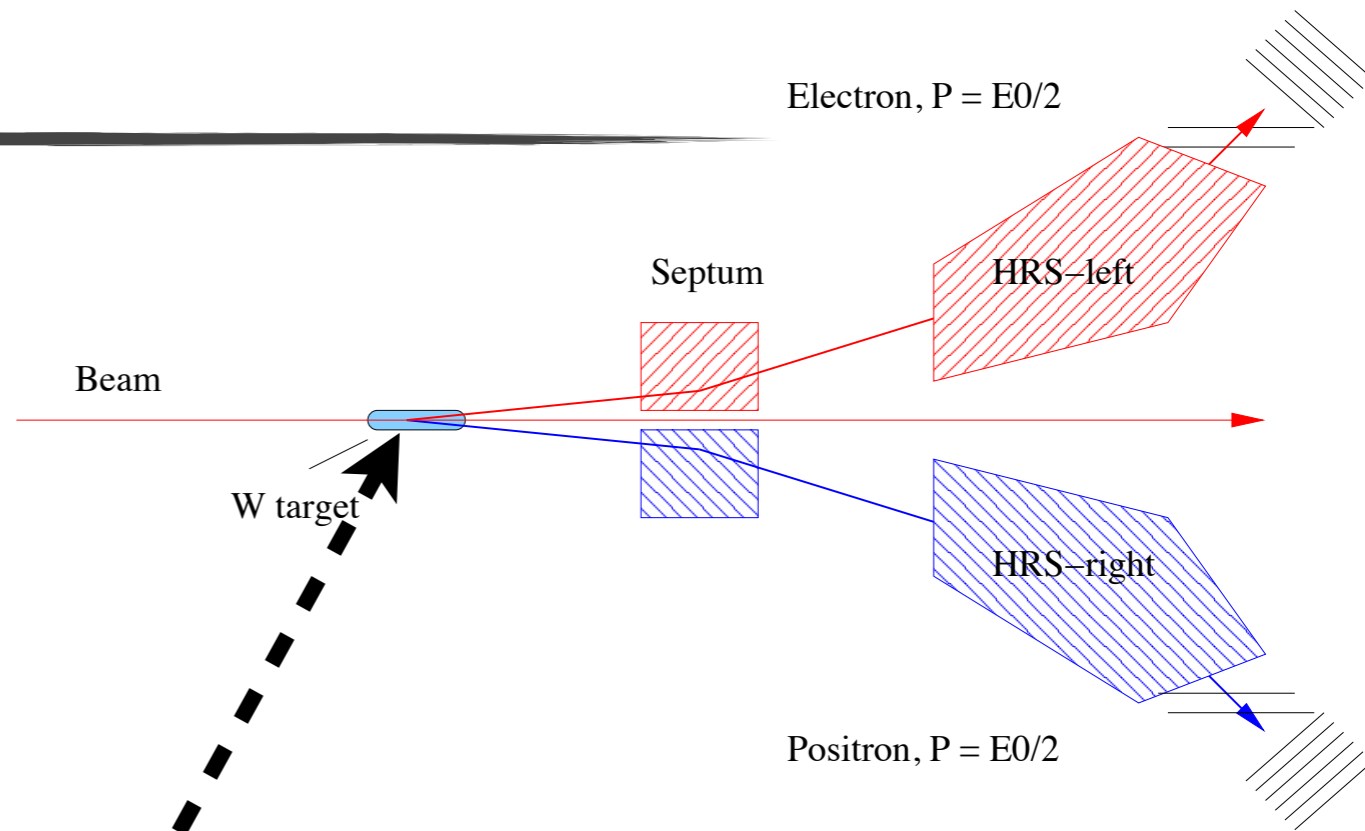 Electron, P = E0/2
Septum
HRS–left
Beam
W target
HRS–right
Positron, P = E0/2